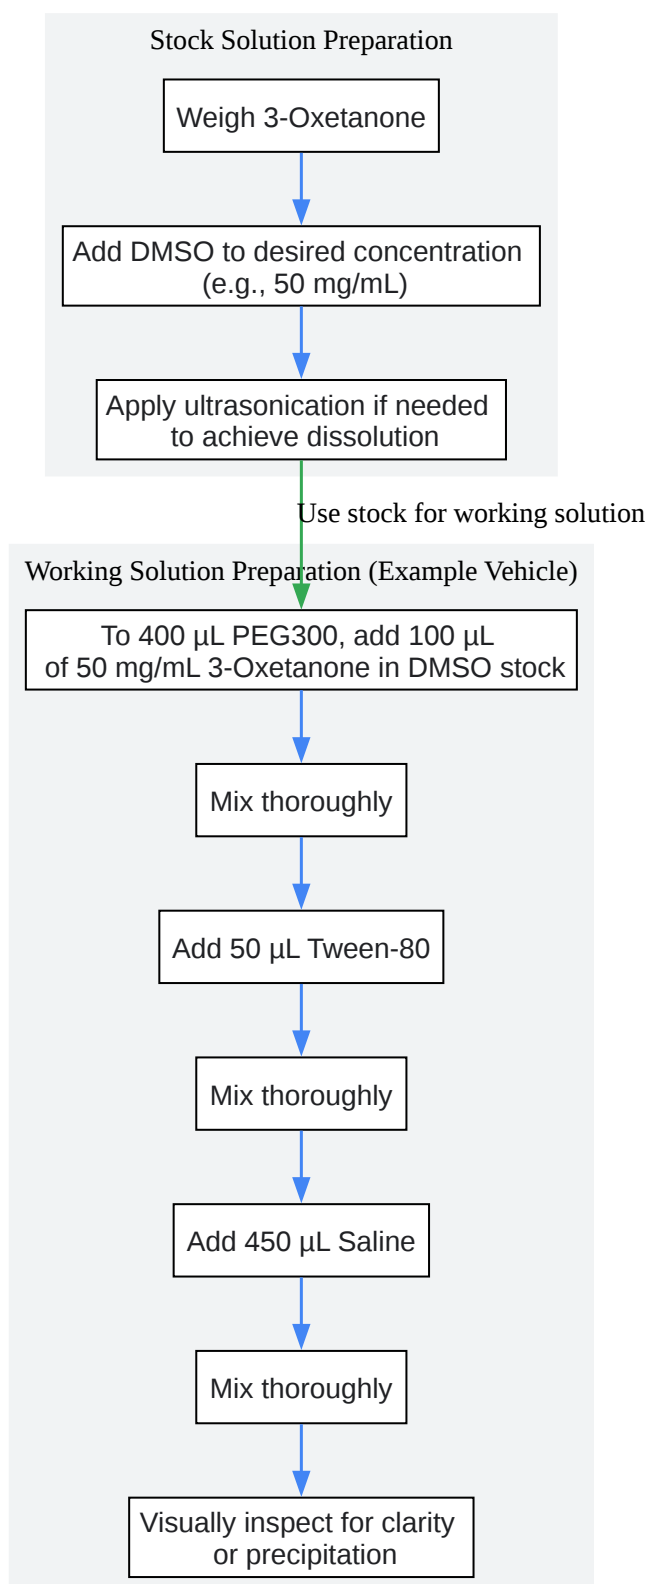 Stock Solution Preparation
Weigh 3-Oxetanone
Add DMSO to desired concentration
(e.g., 50 mg/mL)
Apply ultrasonication if needed
to achieve dissolution
Use stock for working solution
Working Solution Preparation (Example Vehicle)
To 400 µL PEG300, add 100 µL
of 50 mg/mL 3-Oxetanone in DMSO stock
Mix thoroughly
Add 50 µL Tween-80
Mix thoroughly
Add 450 µL Saline
Mix thoroughly
Visually inspect for clarity
or precipitation